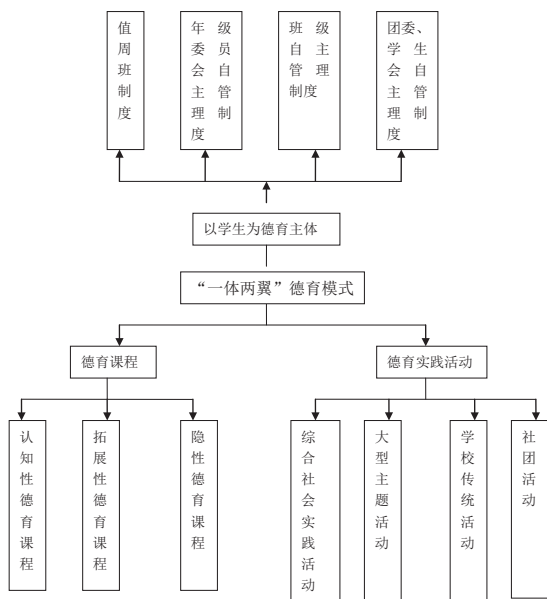 值周班制度
年级
委员
会自
主管
理制
度
班级
自主
管理
制度
团委、
学生
会自
主管
理制
度
以学生为德育主体
“一体两翼”德育模式
德育课程
德育实践活动
认知性德育课程
拓展性德育课程
隐性德育课程
综合社会实践活动
大型主题活动
学校传统活动
社团活动